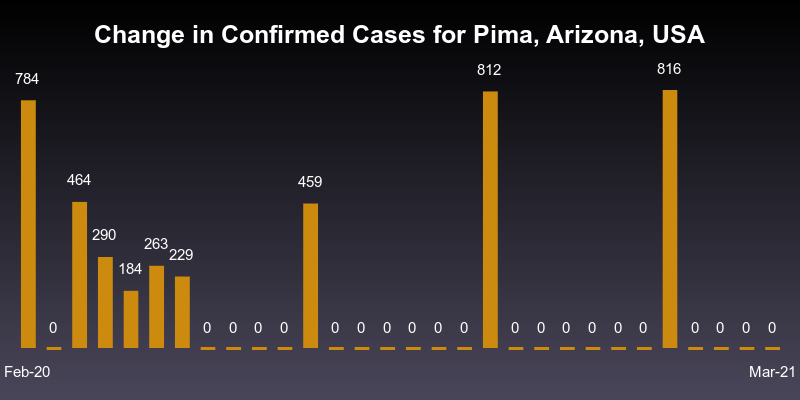 Change in Confirmed Cases for Pima, Arizona, USA
784 0 464 290 184 263 229 0 0 0 0 459 0 0 0 0 0 0 812 0 0 0 0 0 0 816 0 0 0 0
Feb-20 Mar-21